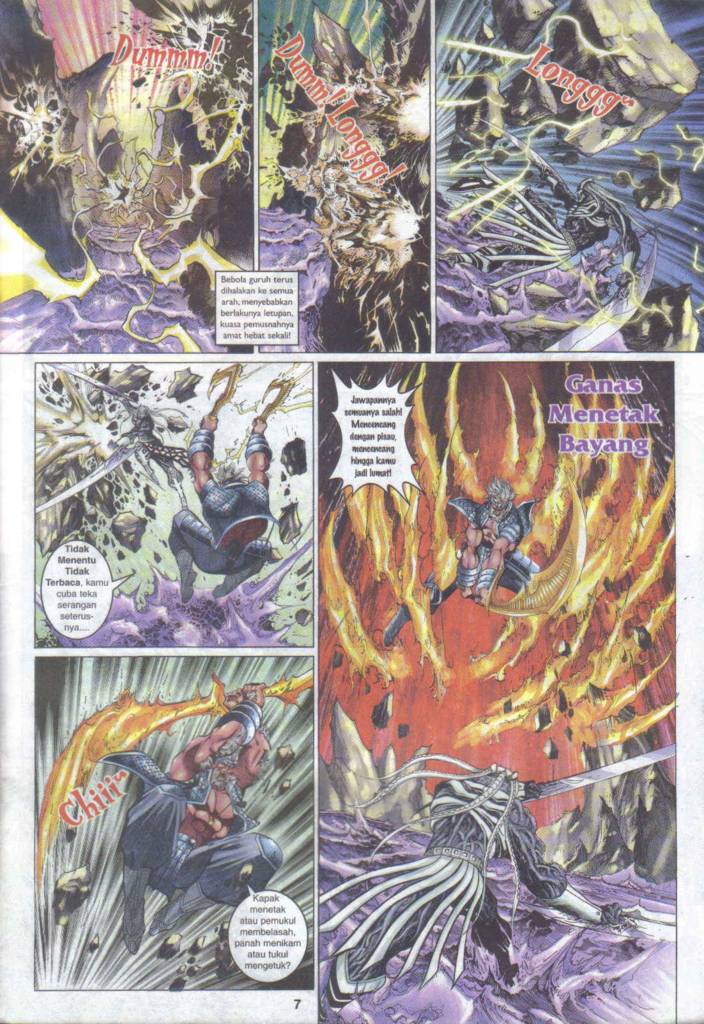 Dummm!
Dumm! Longgg!
Longgg~
Bebola guruh terus
dihalakan ke semua
arah, menyebabkan
berlakunya letupan,
kuasa pemusnahnya
amat hebat sekali!
Tidak
Menentu
Tidak
Terbaca, kamu
cuba teka
serangan
seterus-
nya....
Chiii~
Kapak
menetak
atau pemukul
membelasah,
panah menikam
atau tukul
mengetuk?
Jawapannya
semuanya salah!
Mencencang
dengan pisau,
mencencang
hingga kamu
jadi lumat!
Ganas
Menetak
Bayang
7